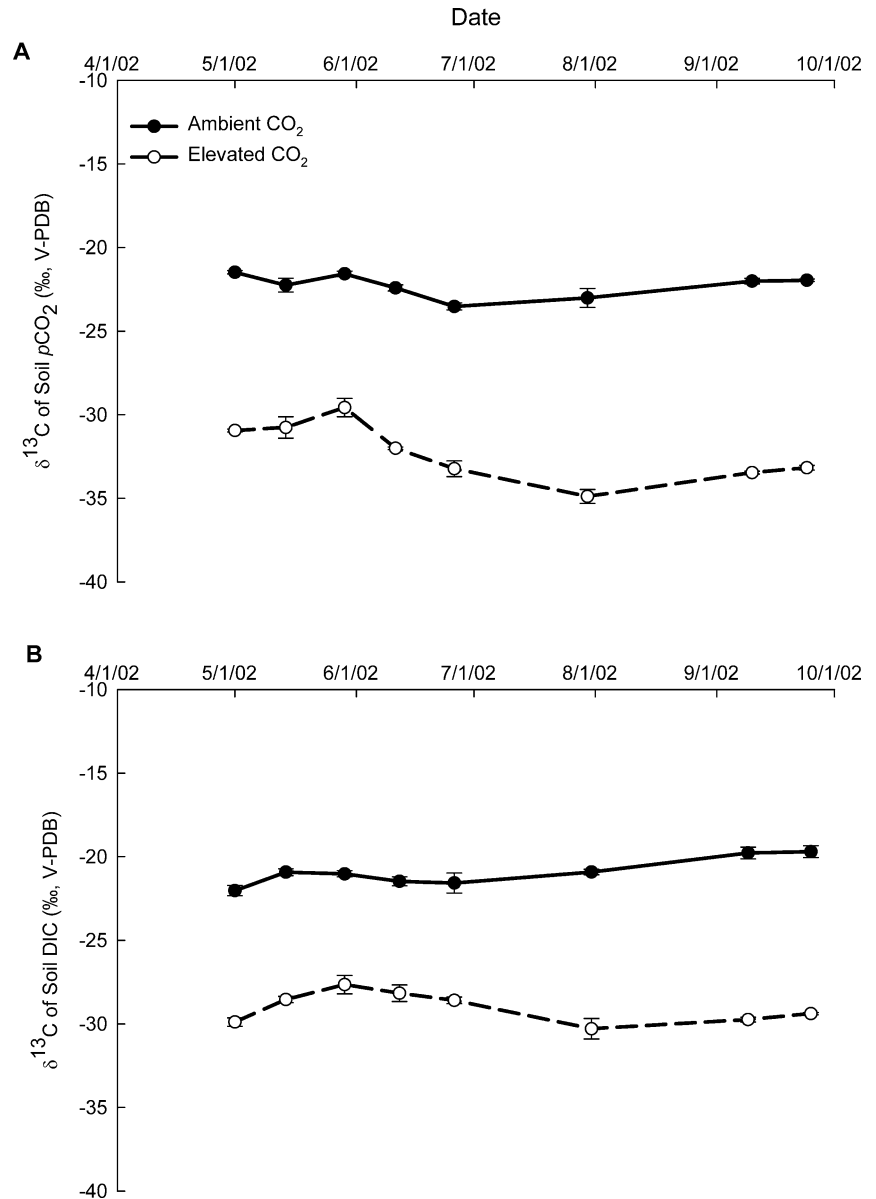 Date
A
4/1/02 5/1/02 6/1/02 7/1/02 8/1/02 9/1/02 10/1/02
-10
Ambient CO2
Elevated CO2
-15
-20
-25
-30
-35
-40
δ13C of Soil pCO2 (‰, V-PDB)
B
4/1/02 5/1/02 6/1/02 7/1/02 8/1/02 9/1/02 10/1/02
-10
-15
-20
-25
-30
-35
-40
δ13C of Soil DIC (‰, V-PDB)